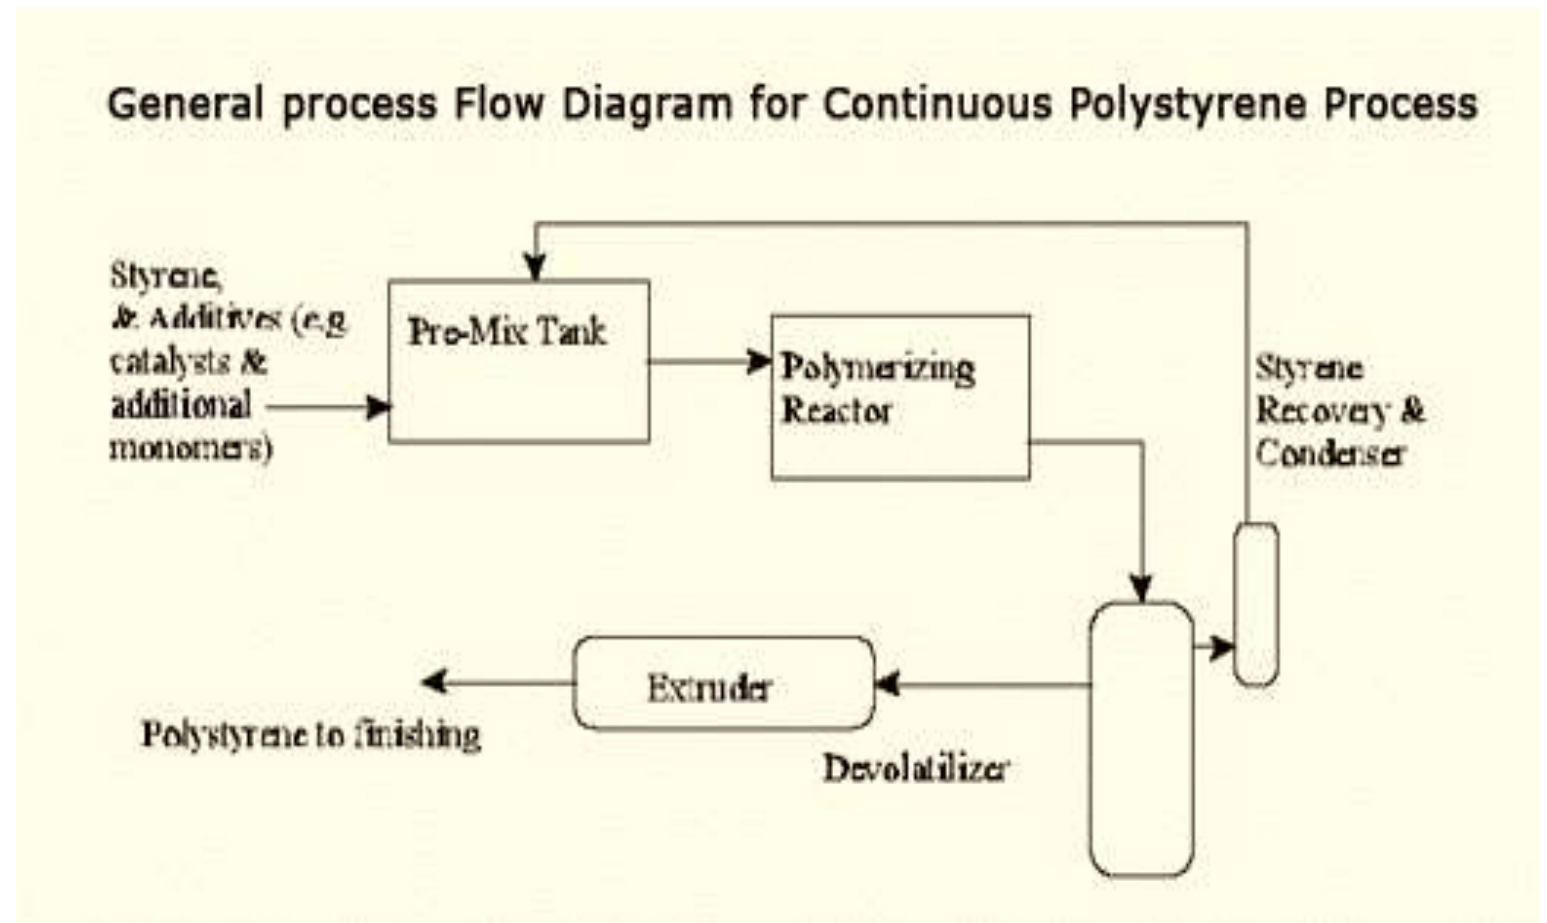 General process Flow Diagram for Continuous Polystyrene Process
Styrene,
& Additives (e.g
catalysts &
additional
monomers)
Pre-Mix Tank
Polymerizing
Reactor
Styrene
Recovery &
Condenser
Extruder
Polystyrene to finishing
Devolatilizer